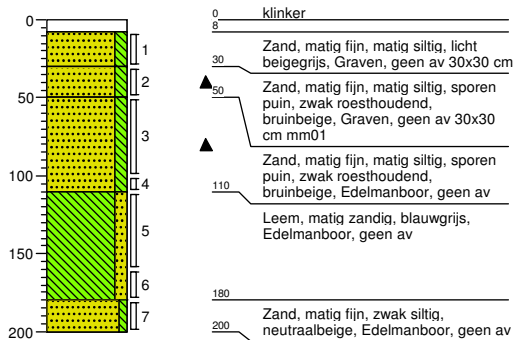 0
50
100
150
200
1
2
3
4
5
6
7
0
klinker
8
Zand, matig fijn, matig siltig, licht
beigegrijs, Graven, geen av 30x30 cm
30
Zand, matig fijn, matig siltig, sporen
puin, zwak roesthoudend,
bruinbeige, Graven, geen av 30x30
cm mm01
50
Zand, matig fijn, matig siltig, sporen
puin, zwak roesthoudend,
bruinbeige, Edelmanboor, geen av
110
Leem, matig zandig, blauwgrijs,
Edelmanboor, geen av
180
Zand, matig fijn, zwak siltig,
neutraalbeige, Edelmanboor, geen av
200